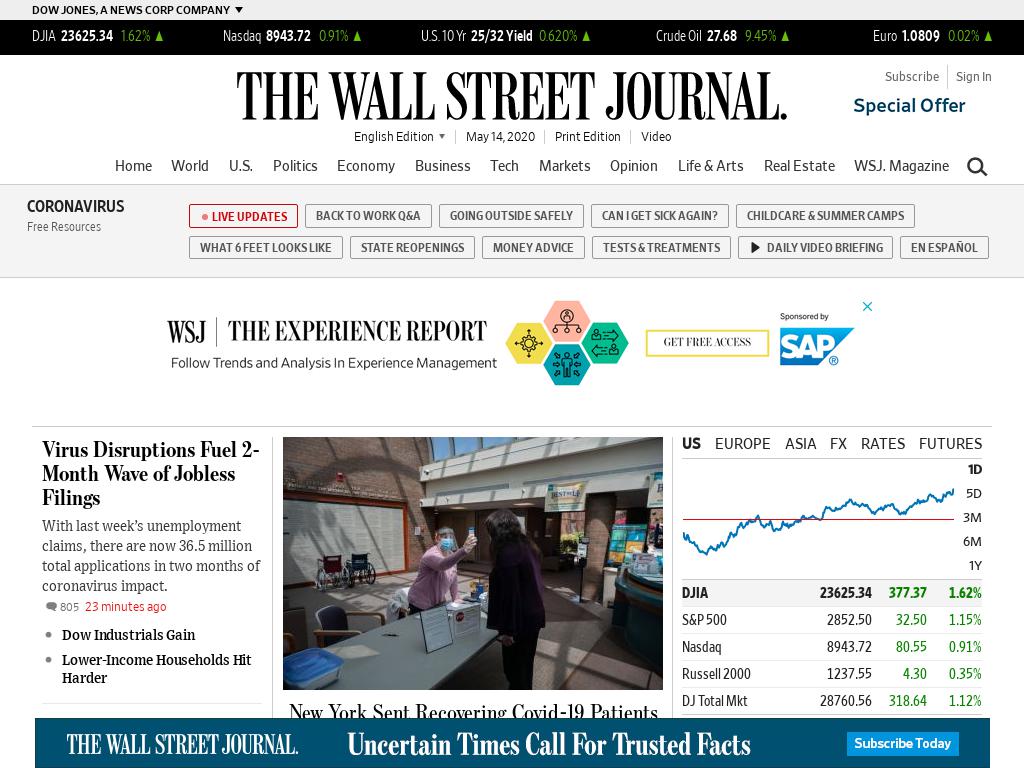 DOW JONES, A NEWS CORP COMPANY
DJIA 23625.34 1.62% Nasdaq 8943.72 0.91% U.S. 10 Yr 25/32 Yield 0.620% Crude Oil 27.68 9.45% Euro 1.0809 0.02%
Subscribe Sign In
THE WALL STREET JOURNAL.
Special Offer
English Edition May 14, 2020 Print Edition Video
Home World U.S. Politics Economy Business Tech Markets Opinion Life & Arts Real Estate WSJ. Magazine
CORONAVIRUS
Free Resources
LIVE UPDATES BACK TO WORK Q&A GOING OUTSIDE SAFELY CAN I GET SICK AGAIN? CHILDCARE & SUMMER CAMPS
WHAT 6 FEET LOOKS LIKE STATE REOPENINGS MONEY ADVICE TESTS & TREATMENTS DAILY VIDEO BRIEFING EN ESPAÑOL
WSJ THE EXPERIENCE REPORT
Follow Trends and Analysis In Experience Management
GET FREE ACCESS
Sponsored by
SAP®
Virus Disruptions Fuel 2-
Month Wave of Jobless
Filings
With last week's unemployment
claims, there are now 36.5 million
total applications in two months of
coronavirus impact.
805 23 minutes ago
Dow Industrials Gain
Lower-Income Households Hit
Harder
New York Sent Recovering Covid-19 Patients
US EUROPE ASIA FX RATES FUTURES
1D
5D
3M
6M
1Y
DJIA 23625.34 377.37 1.62%
S&P 500 2852.50 32.50 1.15%
Nasdaq 8943.72 80.55 0.91%
Russell 2000 1237.55 4.30 0.35%
DJ Total Mkt 28760.56 318.64 1.12%
THE WALL STREET JOURNAL. Uncertain Times Call For Trusted Facts Subscribe Today